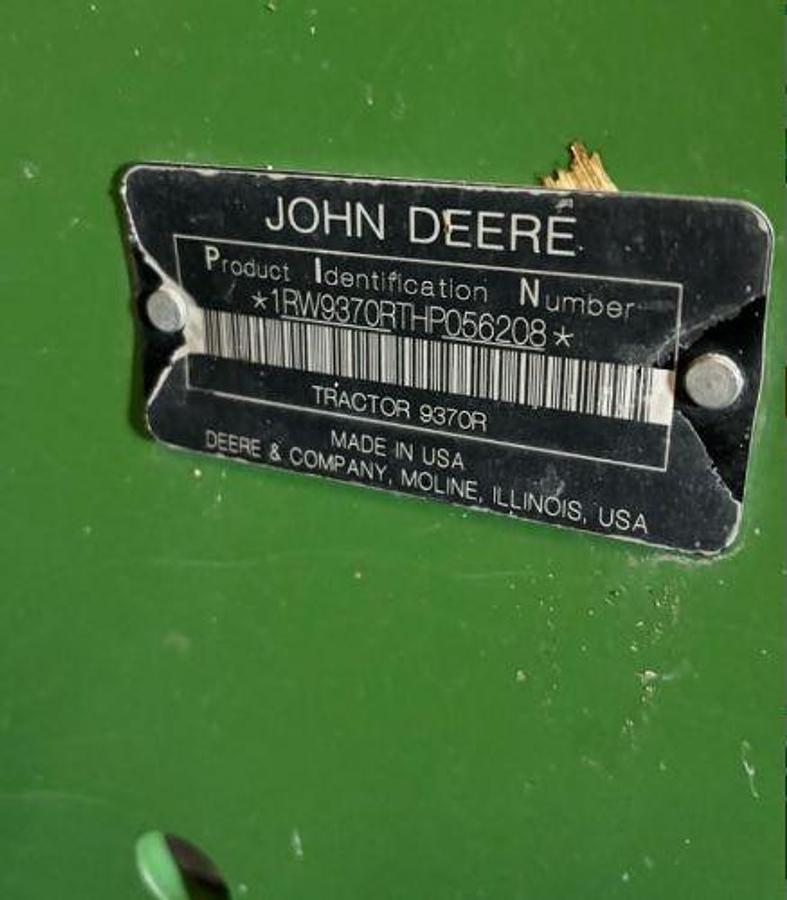 JOHN DEERE
Product Identification Number
*1RW9370RTHP056208*
TRACTOR 9370R
MADE IN USA
DEERE & COMPANY, MOLINE, ILLINOIS, USA